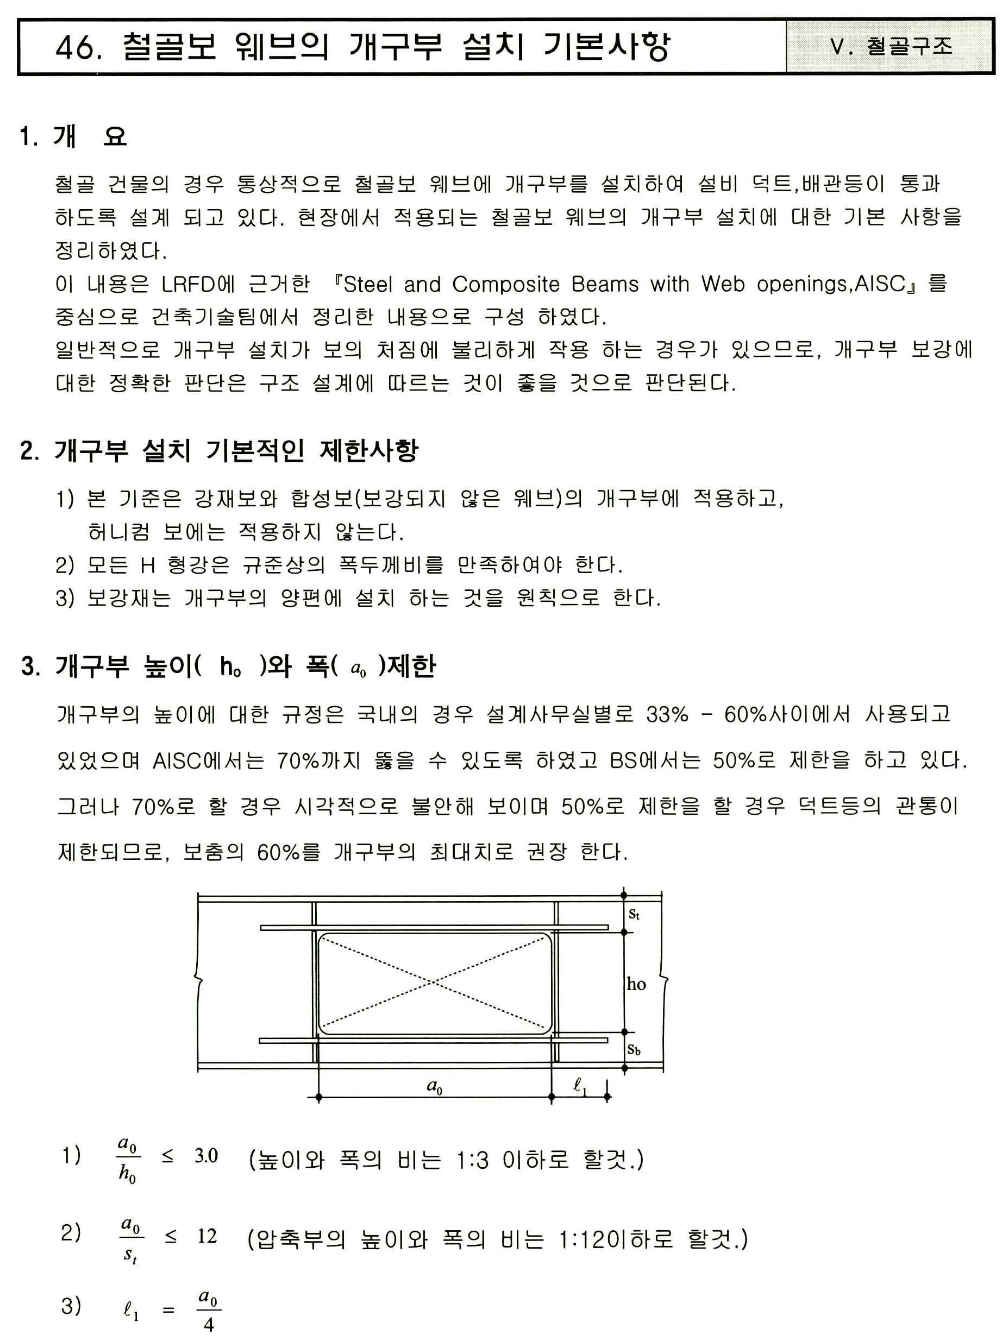 46. 철골보 웨브의 개구부 설치 기본사항
V. 철골구조
1. 개 요
철골 건물의 경우 통상적으로 철골보 웨브에 개구부를 설치하여 설비 덕트,배관등이 통과
하도록 설계 되고 있다. 현장에서 적용되는 철골보 웨브의 개구부 설치에 대한 기본 사항을
정리하였다.
이 내용은 LRFD에 근거한 『Steel and Composite Beams with Web openings,AISC』를
중심으로 건축기술팀에서 정리한 내용으로 구성 하였다.
일반적으로 개구부 설치가 보의 처짐에 불리하게 작용 하는 경우가 있으므로, 개구부 보강에
대한 정확한 판단은 구조 설계에 따르는 것이 좋을 것으로 판단된다.
2. 개구부 설치 기본적인 제한사항
1) 본 기준은 강재보와 합성보(보강되지 않은 웨브)의 개구부에 적용하고,
허니컴 보에는 적용하지 않는다.
2) 모든 H 형강은 규준상의 폭두께비를 만족하여야 한다.
3) 보강재는 개구부의 양편에 설치 하는 것을 원칙으로 한다.
3. 개구부 높이( h₀ )와 폭( a₀ )제한
개구부의 높이에 대한 규정은 국내의 경우 설계사무실별로 33% - 60%사이에서 사용되고
있었으며 AISC에서는 70%까지 뚫을 수 있도록 하였고 BS에서는 50%로 제한을 하고 있다.
그러나 70%로 할 경우 시각적으로 불안해 보이며 50%로 제한을 할 경우 덕트등의 관통이
제한되므로, 보춤의 60%를 개구부의 최대치로 권장 한다.
sₜ
ho
s_b
a₀ ℓ₁
1) a₀/h₀ ≤ 3.0 (높이와 폭의 비는 1:3 이하로 할것.)
2) a₀/sₜ ≤ 12 (압축부의 높이와 폭의 비는 1:12이하로 할것.)
3) ℓ₁ = a₀/4